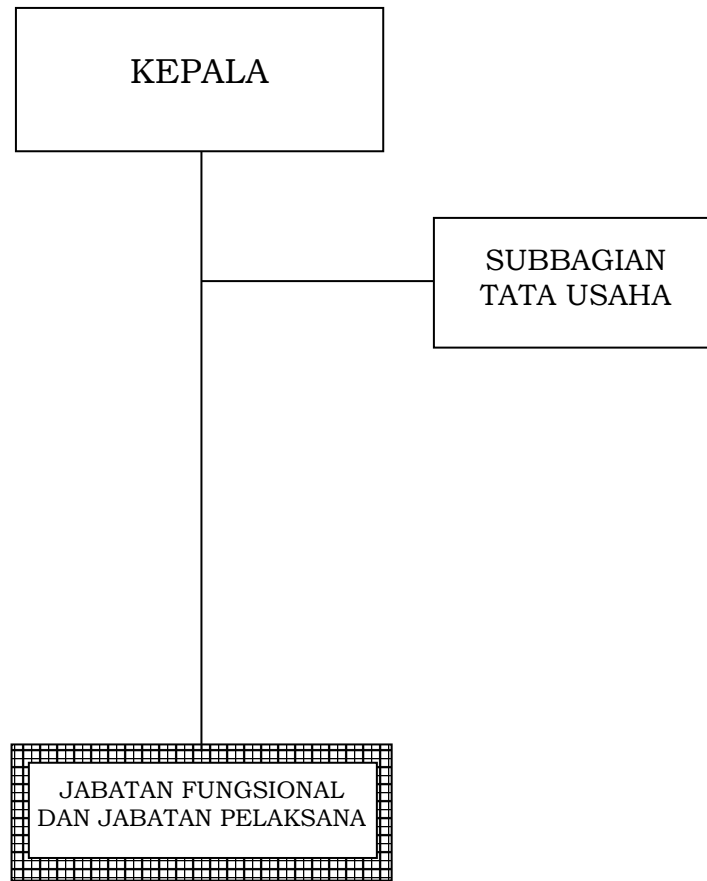 KEPALA
SUBBAGIAN
TATA USAHA
JABATAN FUNGSIONAL
DAN JABATAN PELAKSANA